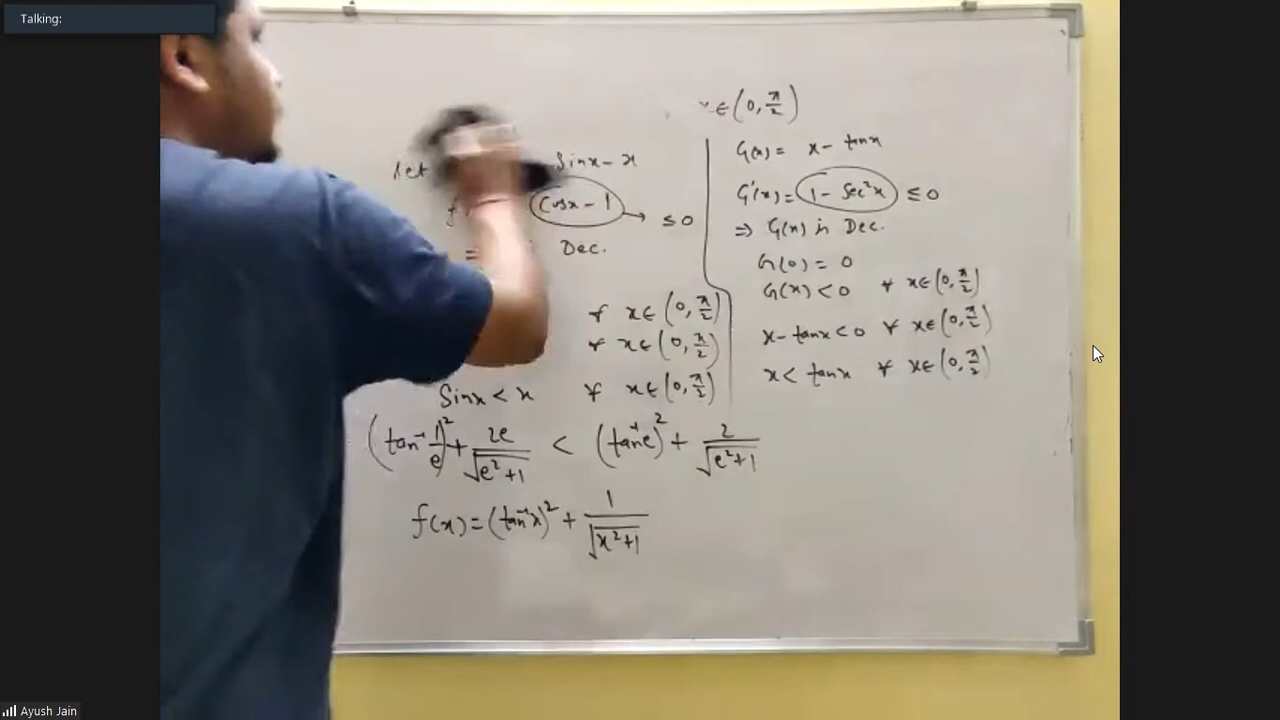 Talking:
x ∈ (0, π/2)
let
Sinx - x
Cosx - 1 → ≤ 0
= Dec.
∀ x ∈ (0, π/2)
∀ x ∈ (0, π/2)
Sinx < x ∀ x ∈ (0, π/2)
G(x) = x - tanx
G'(x) = 1 - Sec²x ≤ 0
⇒ G(x) is Dec.
G(0) = 0
G(x) < 0 ∀ x ∈ (0, π/2)
x - tanx < 0 ∀ x ∈ (0, π/2)
x < tanx ∀ x ∈ (0, π/2)
(tan⁻¹ 1/e)² + 2e/√(e²+1) < (tan⁻¹e)² + 2/√(e²+1)
f(x) = (tan⁻¹x)² + 1/√(x²+1)
Ayush Jain